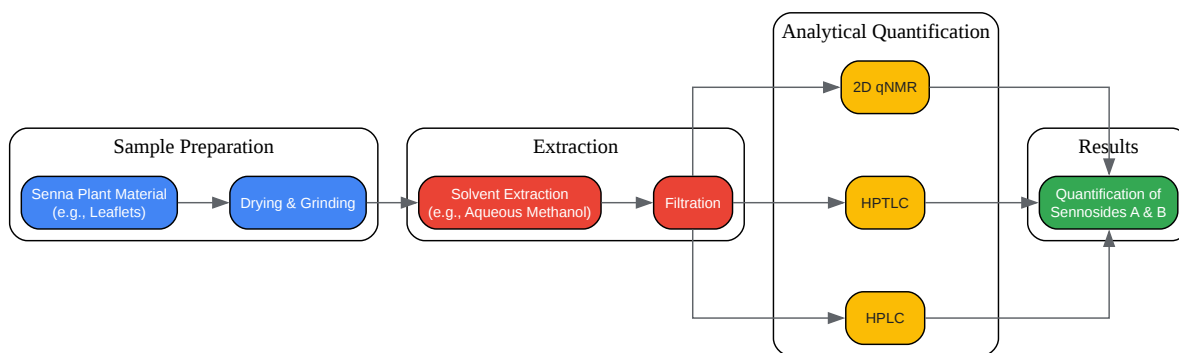 Sample Preparation
Senna Plant Material
(e.g., Leaflets)
Drying & Grinding
Extraction
Solvent Extraction
(e.g., Aqueous Methanol)
Filtration
Analytical Quantification
2D qNMR
HPTLC
HPLC
Results
Quantification of
Sennosides A & B